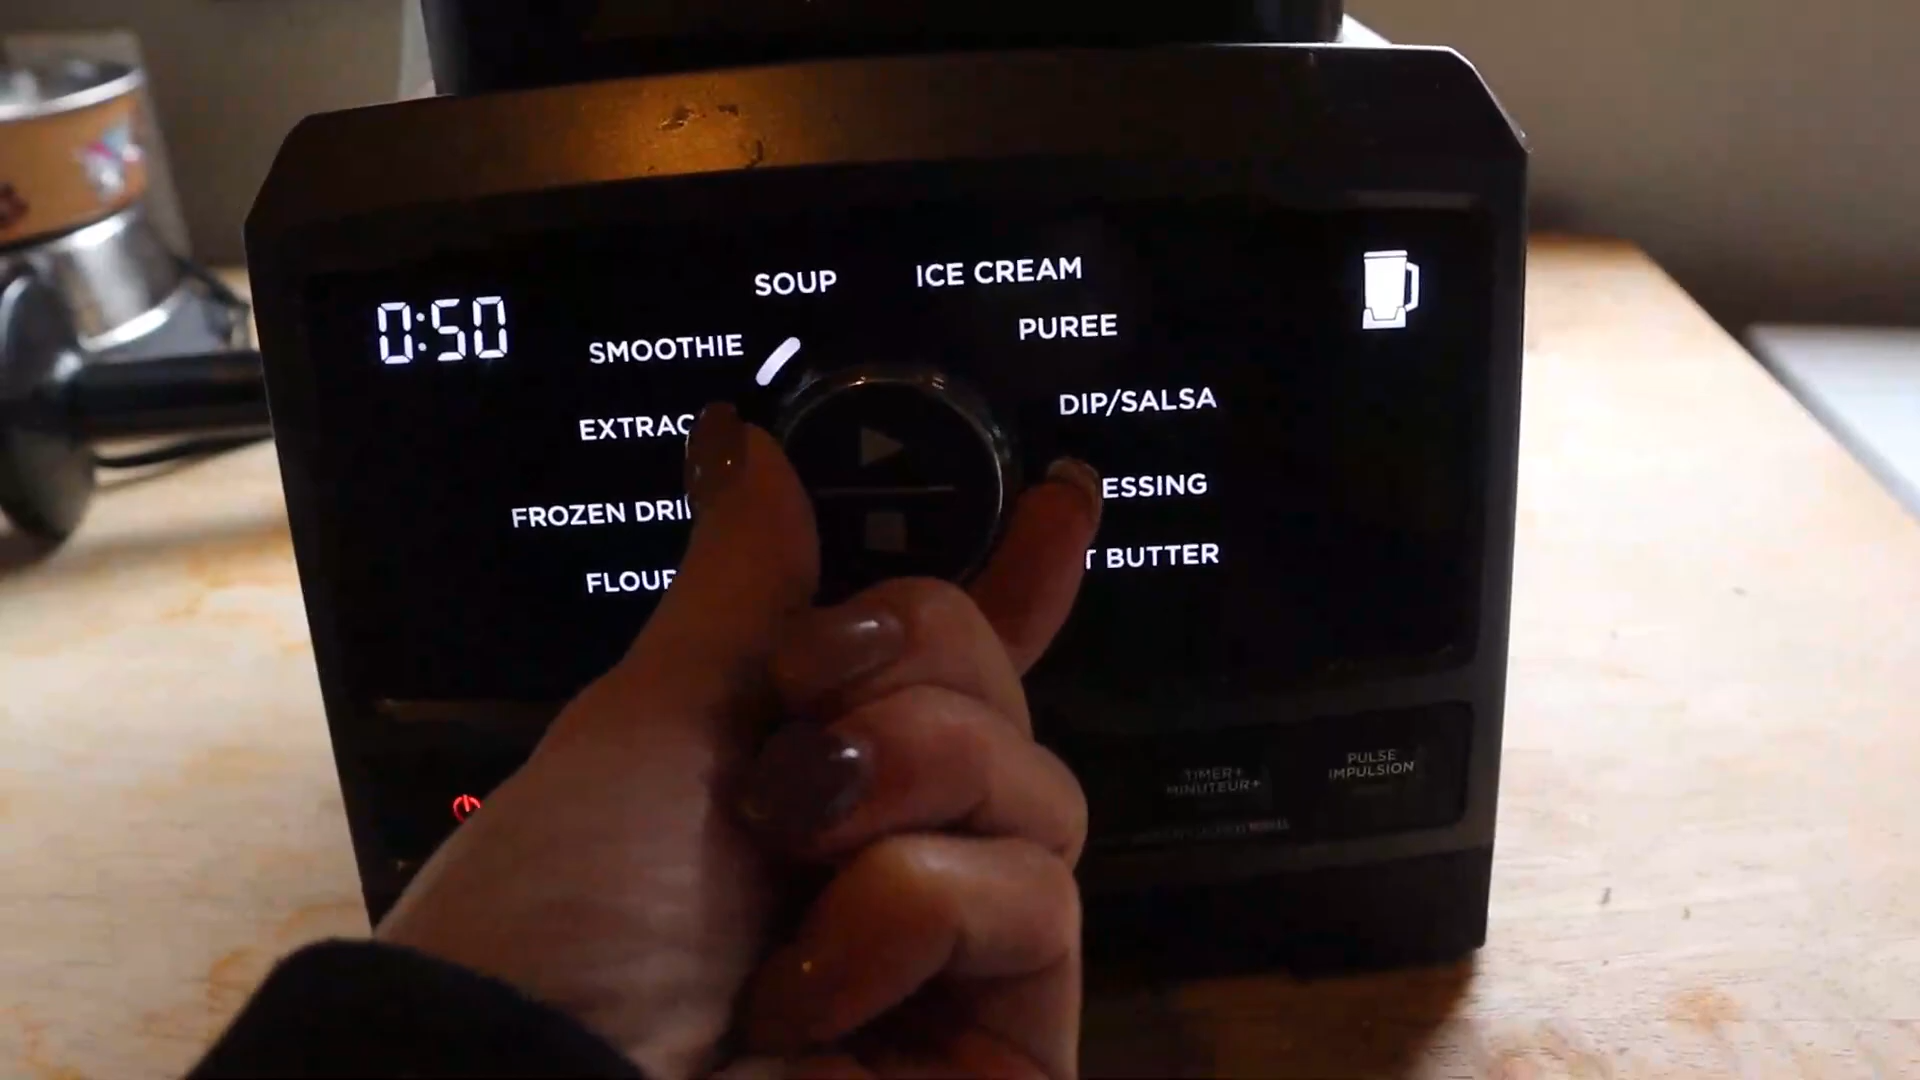 0:50
SOUP
ICE CREAM
SMOOTHIE
PUREE
EXTRAC
DIP/SALSA
FROZEN DRI
ESSING
FLOUR
T BUTTER
TIMER+
MINUTEUR+
PULSE
IMPULSION